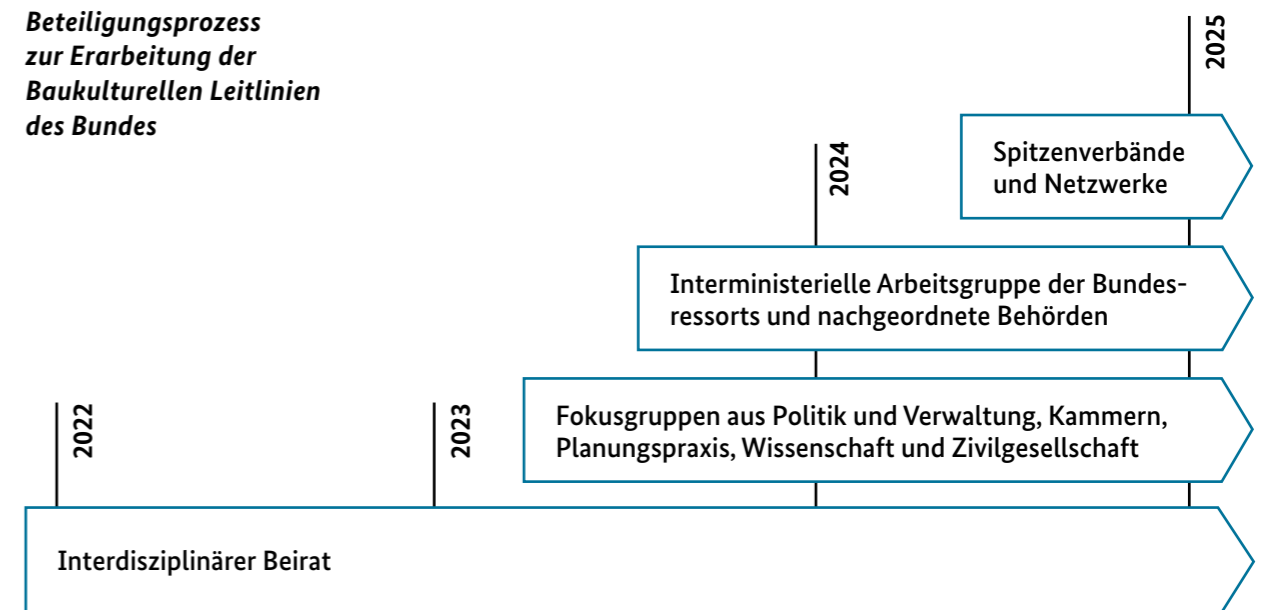 Beteiligungsprozess
zur Erarbeitung der
Baukulturellen Leitlinien
des Bundes
2025
Spitzenverbände
und Netzwerke
2024
Interministerielle Arbeitsgruppe der Bundes-
ressorts und nachgeordnete Behörden
2022
2023
Fokusgruppen aus Politik und Verwaltung, Kammern,
Planungspraxis, Wissenschaft und Zivilgesellschaft
Interdisziplinärer Beirat